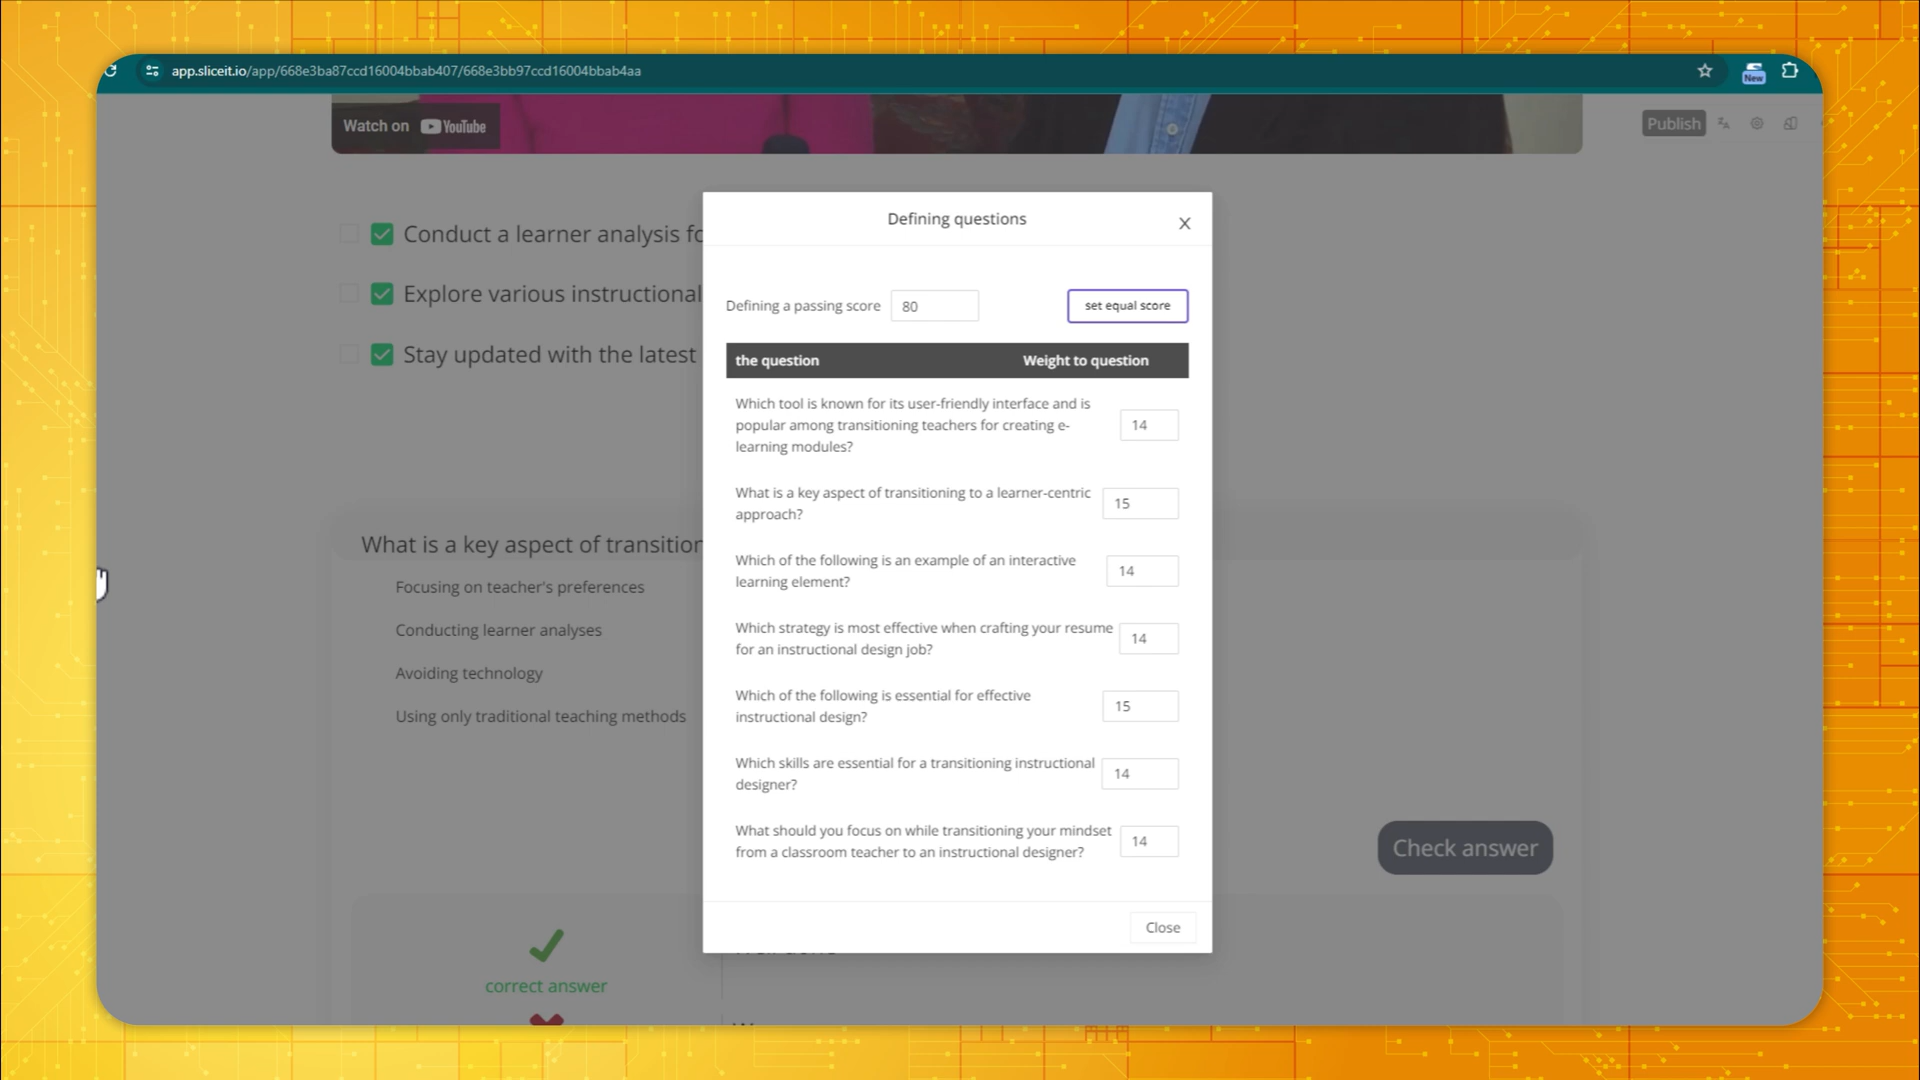 app.sliceit.io/app/668e3ba87ccd16004bbab407/668e3bb97ccd16004bbab4aa
New
Watch on YouTube
Publish
Conduct a learner analysis fo
Explore various instructional
Stay updated with the latest
Defining questions
X
Defining a passing score 80
set equal score
the question Weight to question
Which tool is known for its user-friendly interface and is
popular among transitioning teachers for creating e-
learning modules?
14
What is a key aspect of transitioning to a learner-centric
approach?
15
Which of the following is an example of an interactive
learning element?
14
Which strategy is most effective when crafting your resume
for an instructional design job?
14
Which of the following is essential for effective
instructional design?
15
Which skills are essential for a transitioning instructional
designer?
14
What should you focus on while transitioning your mindset
from a classroom teacher to an instructional designer?
14
Close
What is a key aspect of transition
Focusing on teacher's preferences
Conducting learner analyses
Avoiding technology
Using only traditional teaching methods
Check answer
correct answer